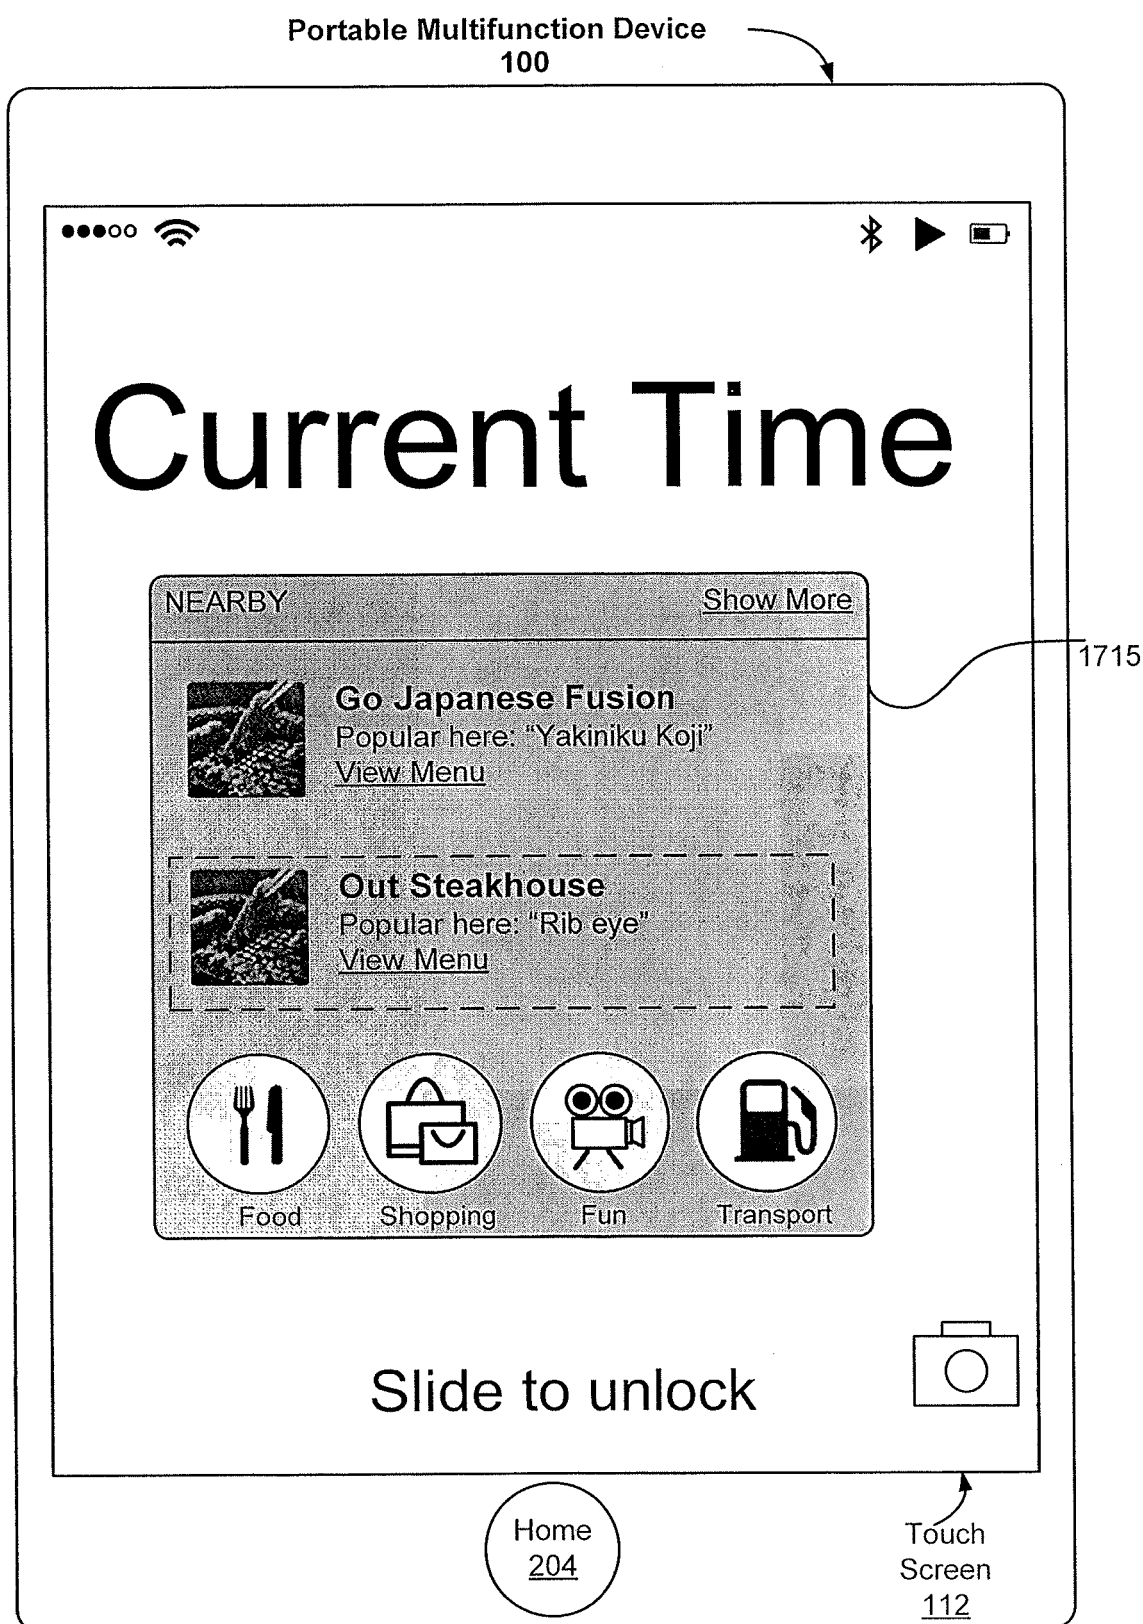 Portable Multifunction Device
100
Current Time
NEARBY
Show More
1715
Go Japanese Fusion
Popular here: “Yakiniku Koji”
View Menu
Out Steakhouse
Popular here: “Rib eye”
View Menu
Food
Shopping
Fun
Transport
Slide to unlock
Home
204
Touch
Screen
112